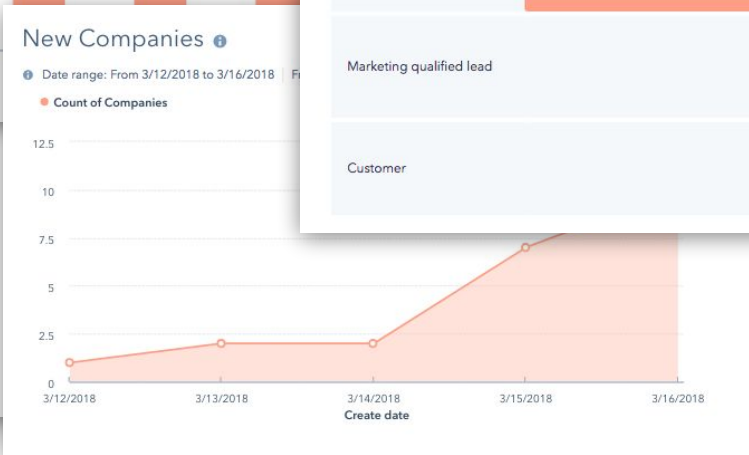 New Companies
Date range: From 3/12/2018 to 3/16/2018
Count of Companies
12.5
10
7.5
5
2.5
0
3/12/2018
3/13/2018
3/14/2018
3/15/2018
3/16/2018
Create date
Marketing qualified lead
Customer